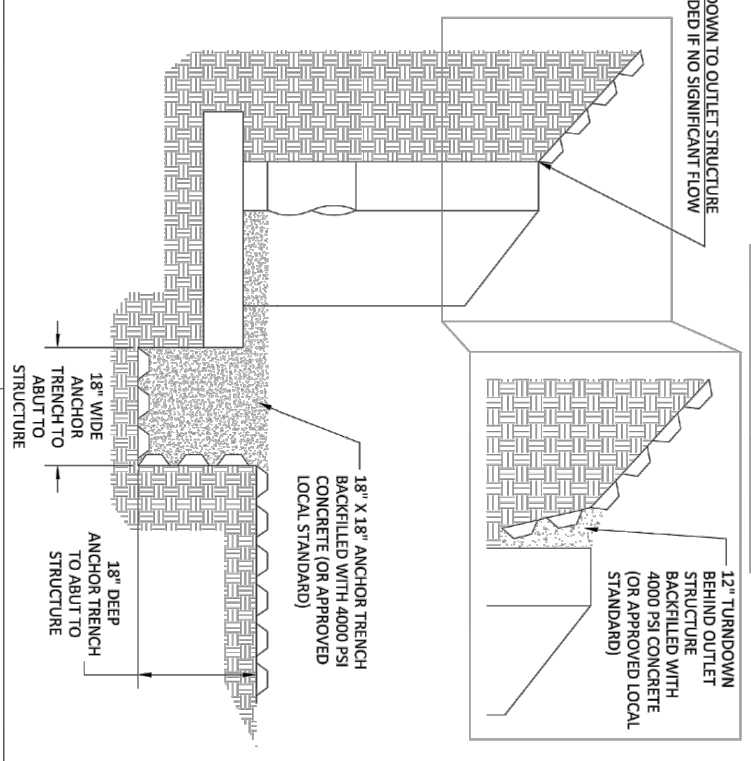 DOWN TO OUTLET STRUCTURE
DED IF NO SIGNIFICANT FLOW
12" TURNDOWN
BEHIND OUTLET
STRUCTURE
BACKFILLED WITH
4000 PSI CONCRETE
(OR APPROVED LOCAL
STANDARD)
18" X 18" ANCHOR TRENCH
BACKFILLED WITH 4000 PSI
CONCRETE (OR APPROVED
LOCAL STANDARD)
18" WIDE
ANCHOR
TRENCH TO
ABUT TO
STRUCTURE
18" DEEP
ANCHOR TRENCH
TO ABUT TO
STRUCTURE